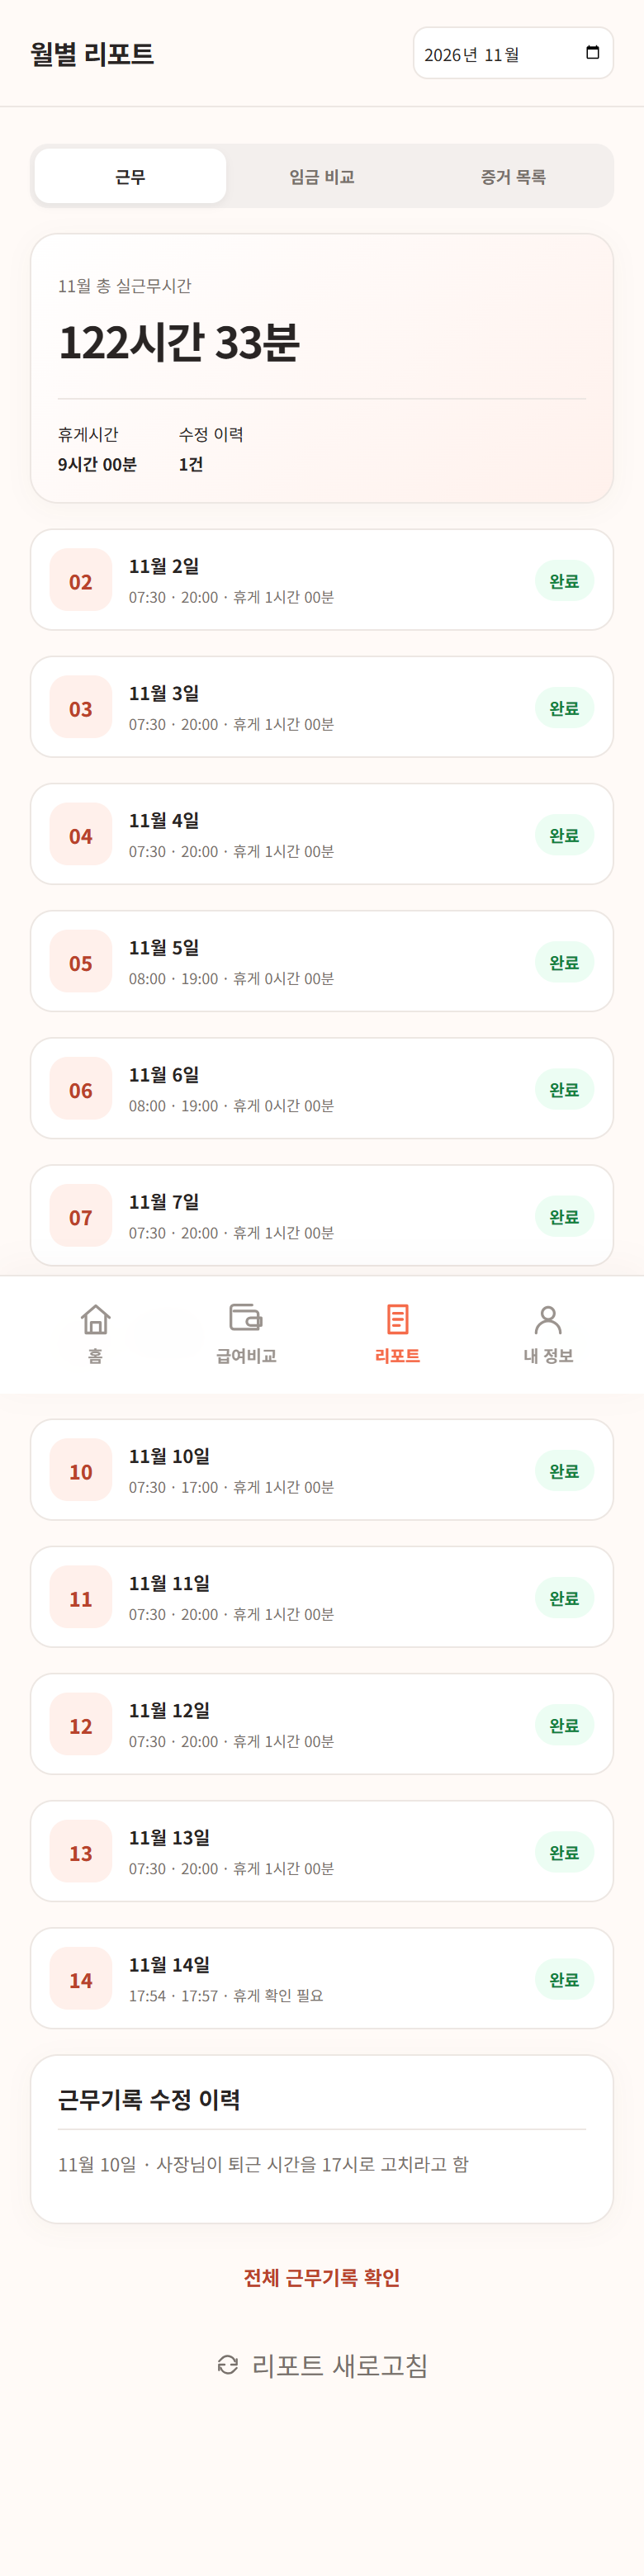 월별 리포트
2026년 11월
근무
임금 비교
증거 목록
11월 총 실근무시간
122시간 33분
휴게시간
수정 이력
9시간 00분
1건
02
11월 2일
07:30 · 20:00 · 휴게 1시간 00분
완료
03
11월 3일
07:30 · 20:00 · 휴게 1시간 00분
완료
04
11월 4일
07:30 · 20:00 · 휴게 1시간 00분
완료
05
11월 5일
08:00 · 19:00 · 휴게 0시간 00분
완료
06
11월 6일
08:00 · 19:00 · 휴게 0시간 00분
완료
07
11월 7일
07:30 · 20:00 · 휴게 1시간 00분
완료
홈
급여비교
리포트
내 정보
10
11월 10일
07:30 · 17:00 · 휴게 1시간 00분
완료
11
11월 11일
07:30 · 20:00 · 휴게 1시간 00분
완료
12
11월 12일
07:30 · 20:00 · 휴게 1시간 00분
완료
13
11월 13일
07:30 · 20:00 · 휴게 1시간 00분
완료
14
11월 14일
17:54 · 17:57 · 휴게 확인 필요
완료
근무기록 수정 이력
11월 10일 · 사장님이 퇴근 시간을 17시로 고치라고 함
전체 근무기록 확인
리포트 새로고침